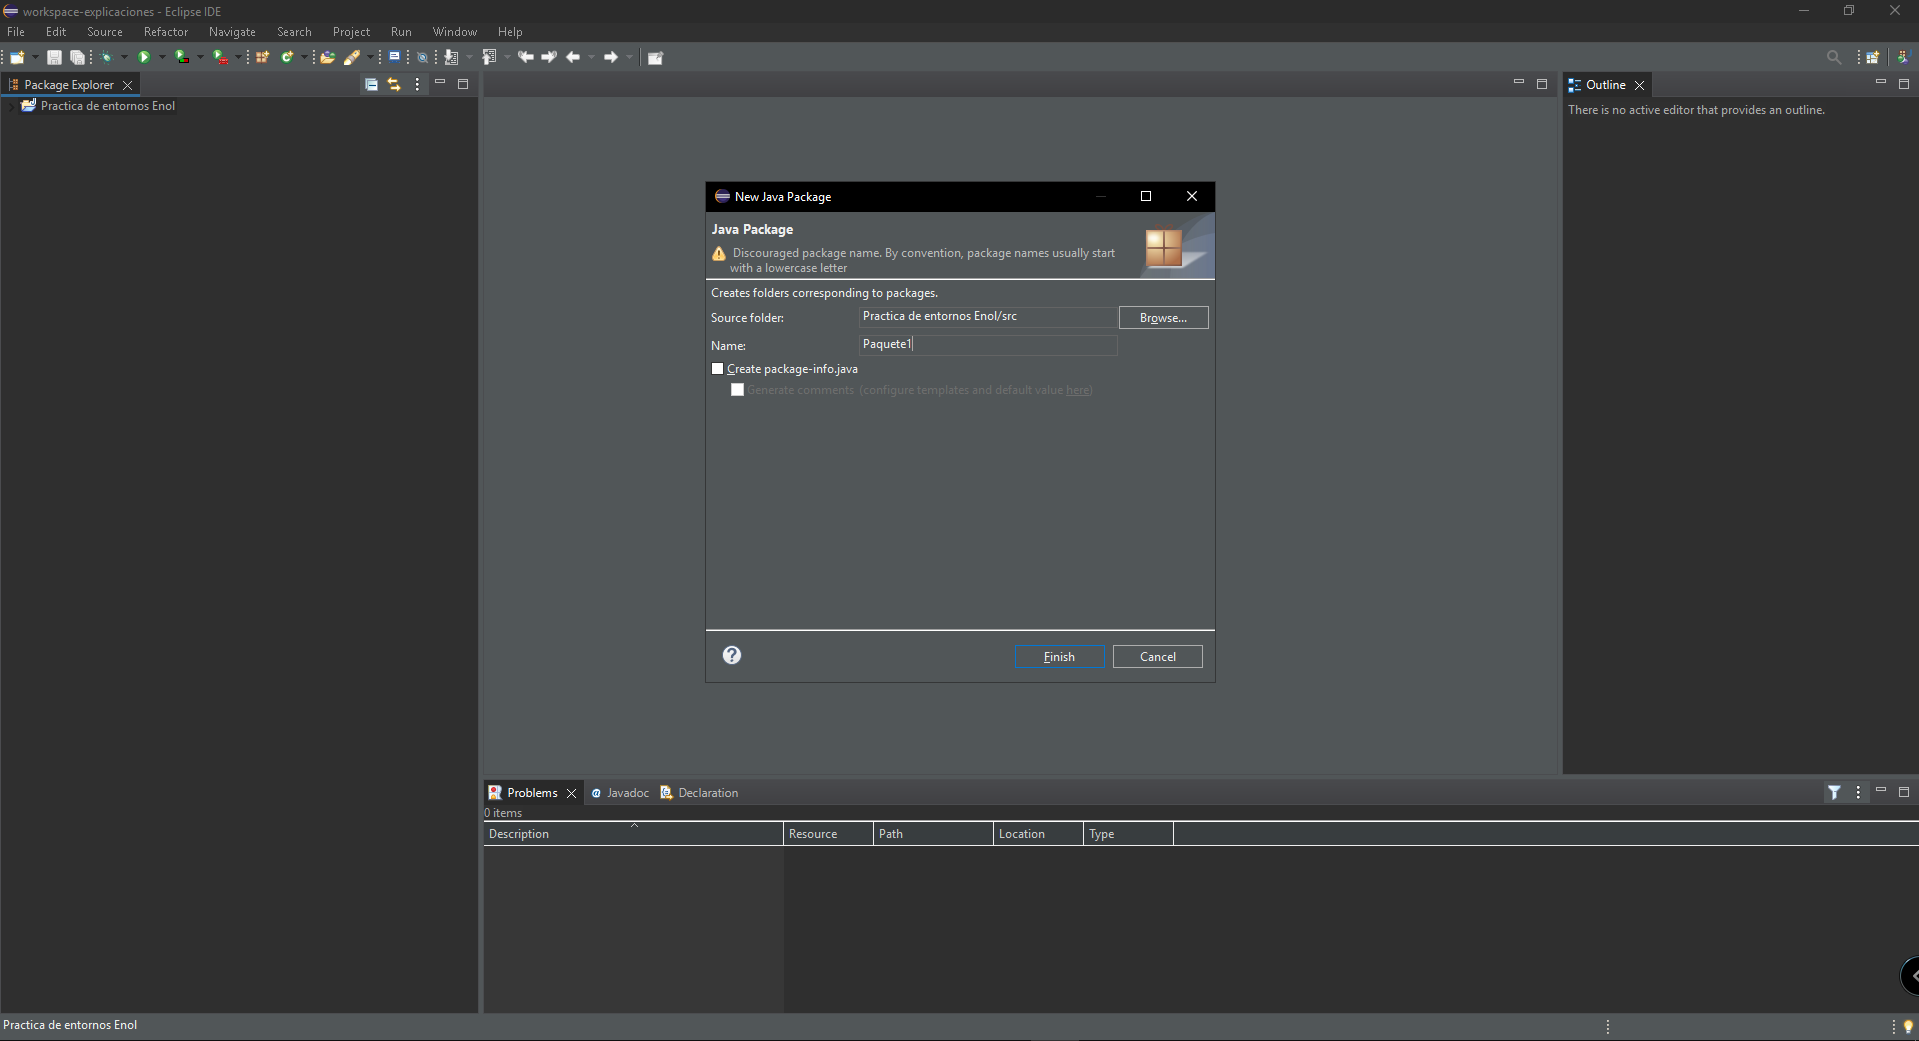 workspace-explicaciones - Eclipse IDE
File Edit Source Refactor Navigate Search Project Run Window Help
Package Explorer
Practica de entornos Enol
Outline
There is no active editor that provides an outline.
New Java Package
Java Package
Discouraged package name. By convention, package names usually start
with a lowercase letter
Creates folders corresponding to packages.
Source folder: Practica de entornos Enol/src Browse...
Name: Paquete1
Create package-info.java
Generate comments (configure templates and default value here)
Finish Cancel
Problems Javadoc Declaration
0 items
Description Resource Path Location Type
Practica de entornos Enol